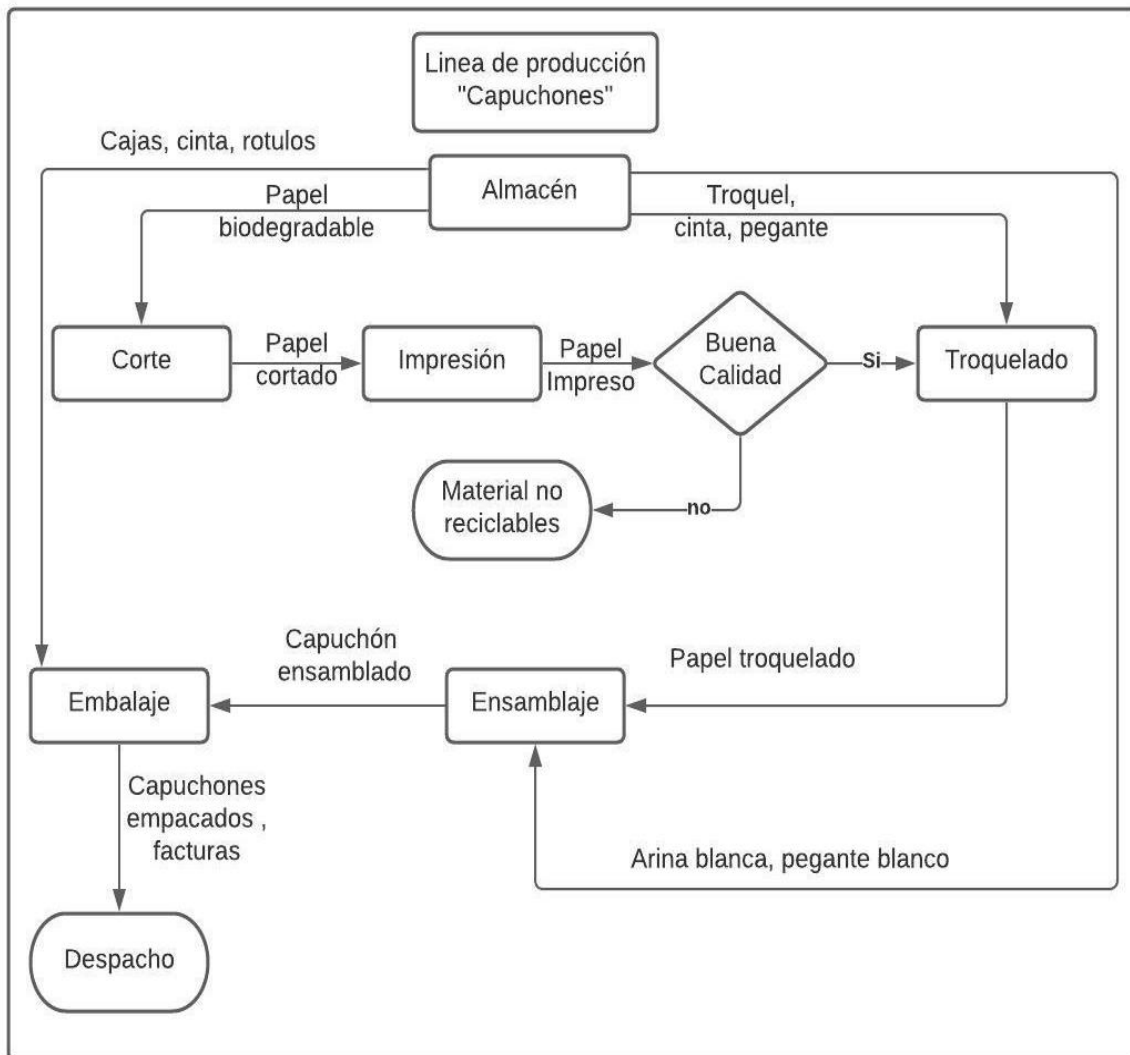 Linea de producción
"Capuchones"
Cajas, cinta, rotulos
Almacén
Papel
biodegradable
Troquel,
cinta, pegante
Corte
Papel
cortado
Impresión
Papel
Impreso
Buena
Calidad
Si
Troquelado
Material no
reciclables
no
Capuchón
ensamblado
Papel troquelado
Embalaje
Ensamblaje
Capuchones
empacados ,
facturas
Arina blanca, pegante blanco
Despacho